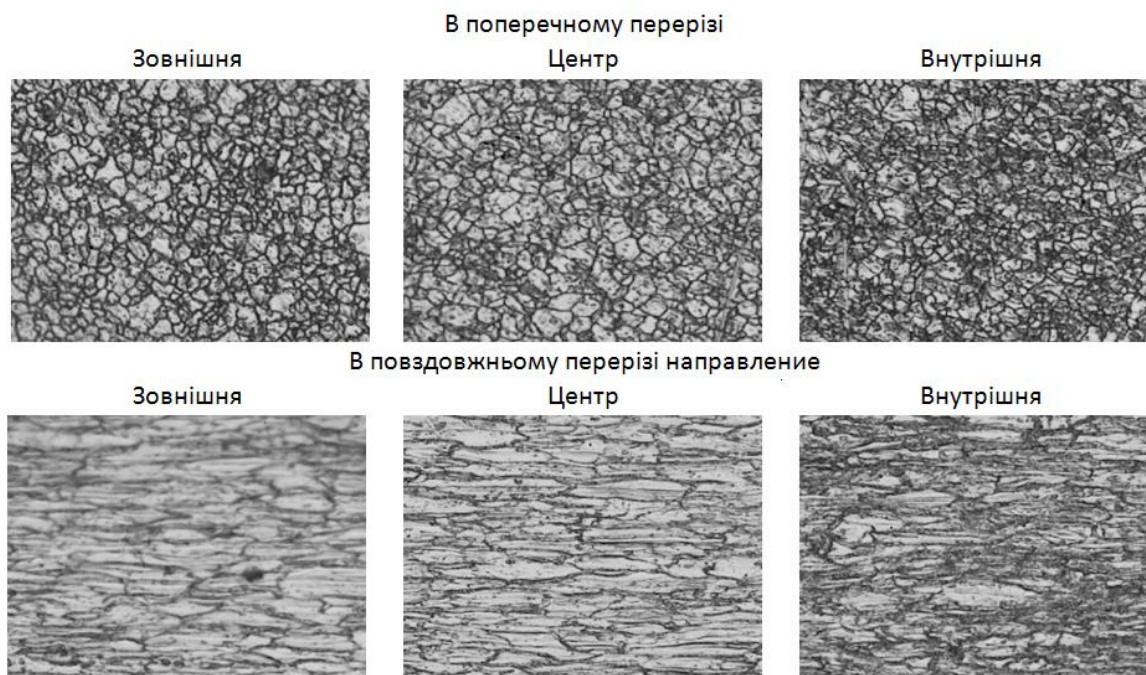 В поперечному перерізі
Зовнішня Центр Внутрішня
В повздовжньому перерізі направление
Зовнішня Центр Внутрішня